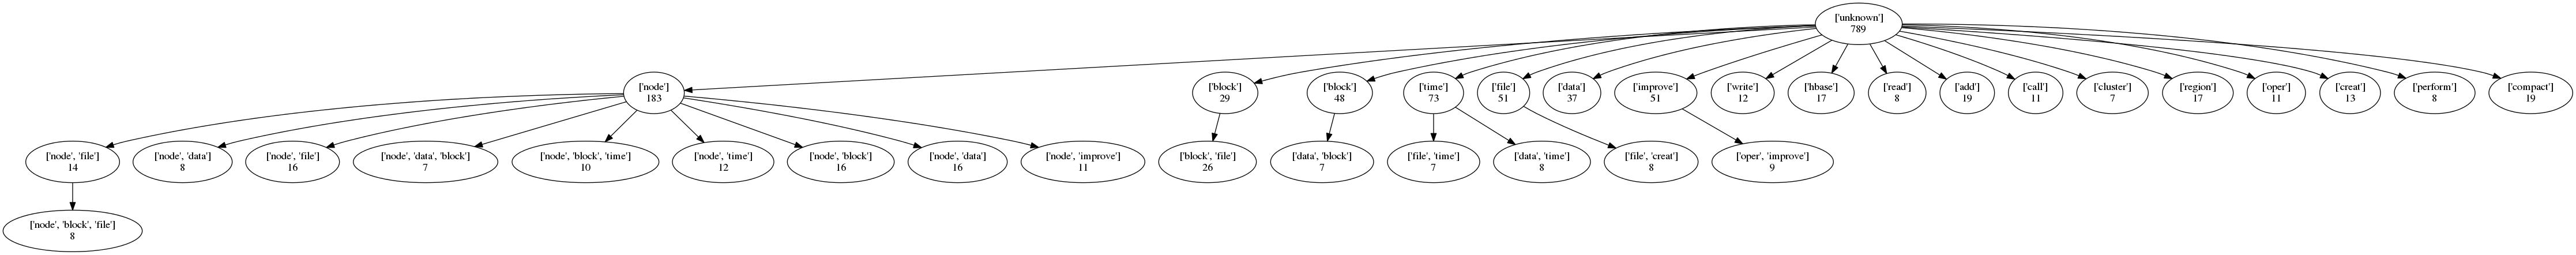 ['unknown']
789
['node']
183
['block']
29
['block']
48
['time']
73
['file']
51
['data']
37
['improve']
51
['write']
12
['hbase']
17
['read']
8
['add']
19
['call']
11
['cluster']
7
['region']
17
['oper']
11
['creat']
13
['perform']
8
['compact']
19
['node', 'file']
14
['node', 'data']
8
['node', 'file']
16
['node', 'data', 'block']
7
['node', 'block', 'time']
10
['node', 'time']
12
['node', 'block']
16
['node', 'data']
16
['node', 'improve']
11
['block', 'file']
26
['data', 'block']
7
['file', 'time']
7
['data', 'time']
8
['file', 'creat']
8
['oper', 'improve']
9
['node', 'block', 'file']
8